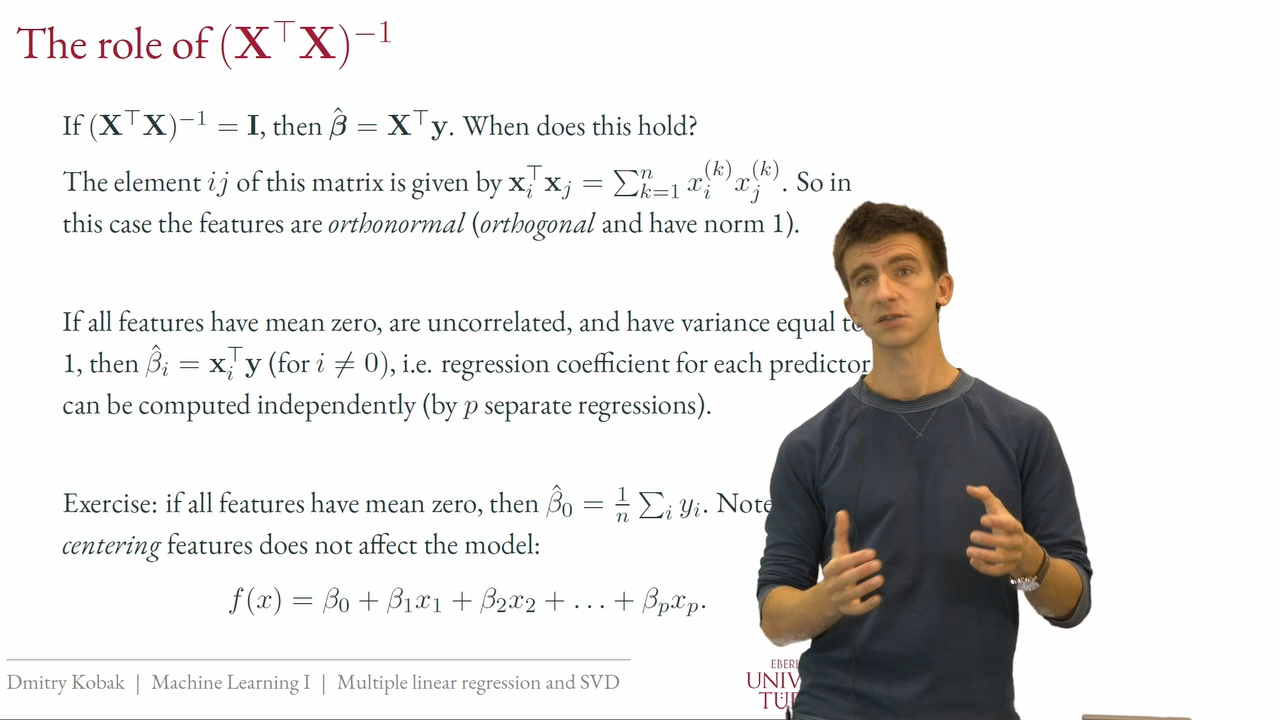 The role of (X⊤X)−1
If (X⊤X)−1 = I, then β̂ = X⊤y. When does this hold?
The element ij of this matrix is given by xi⊤xj = ∑nk=1 xi(k)xj(k). So in
this case the features are orthonormal (orthogonal and have norm 1).
If all features have mean zero, are uncorrelated, and have variance equal
1, then β̂i = xi⊤y (for i ≠ 0), i.e. regression coefficient for each predictor
can be computed independently (by p separate regressions).
Exercise: if all features have mean zero, then β̂0 = 1/n ∑i yi. Note
centering features does not affect the model:
f(x) = β0 + β1x1 + β2x2 + … + βpxp.
Dmitry Kobak | Machine Learning I | Multiple linear regression and SVD